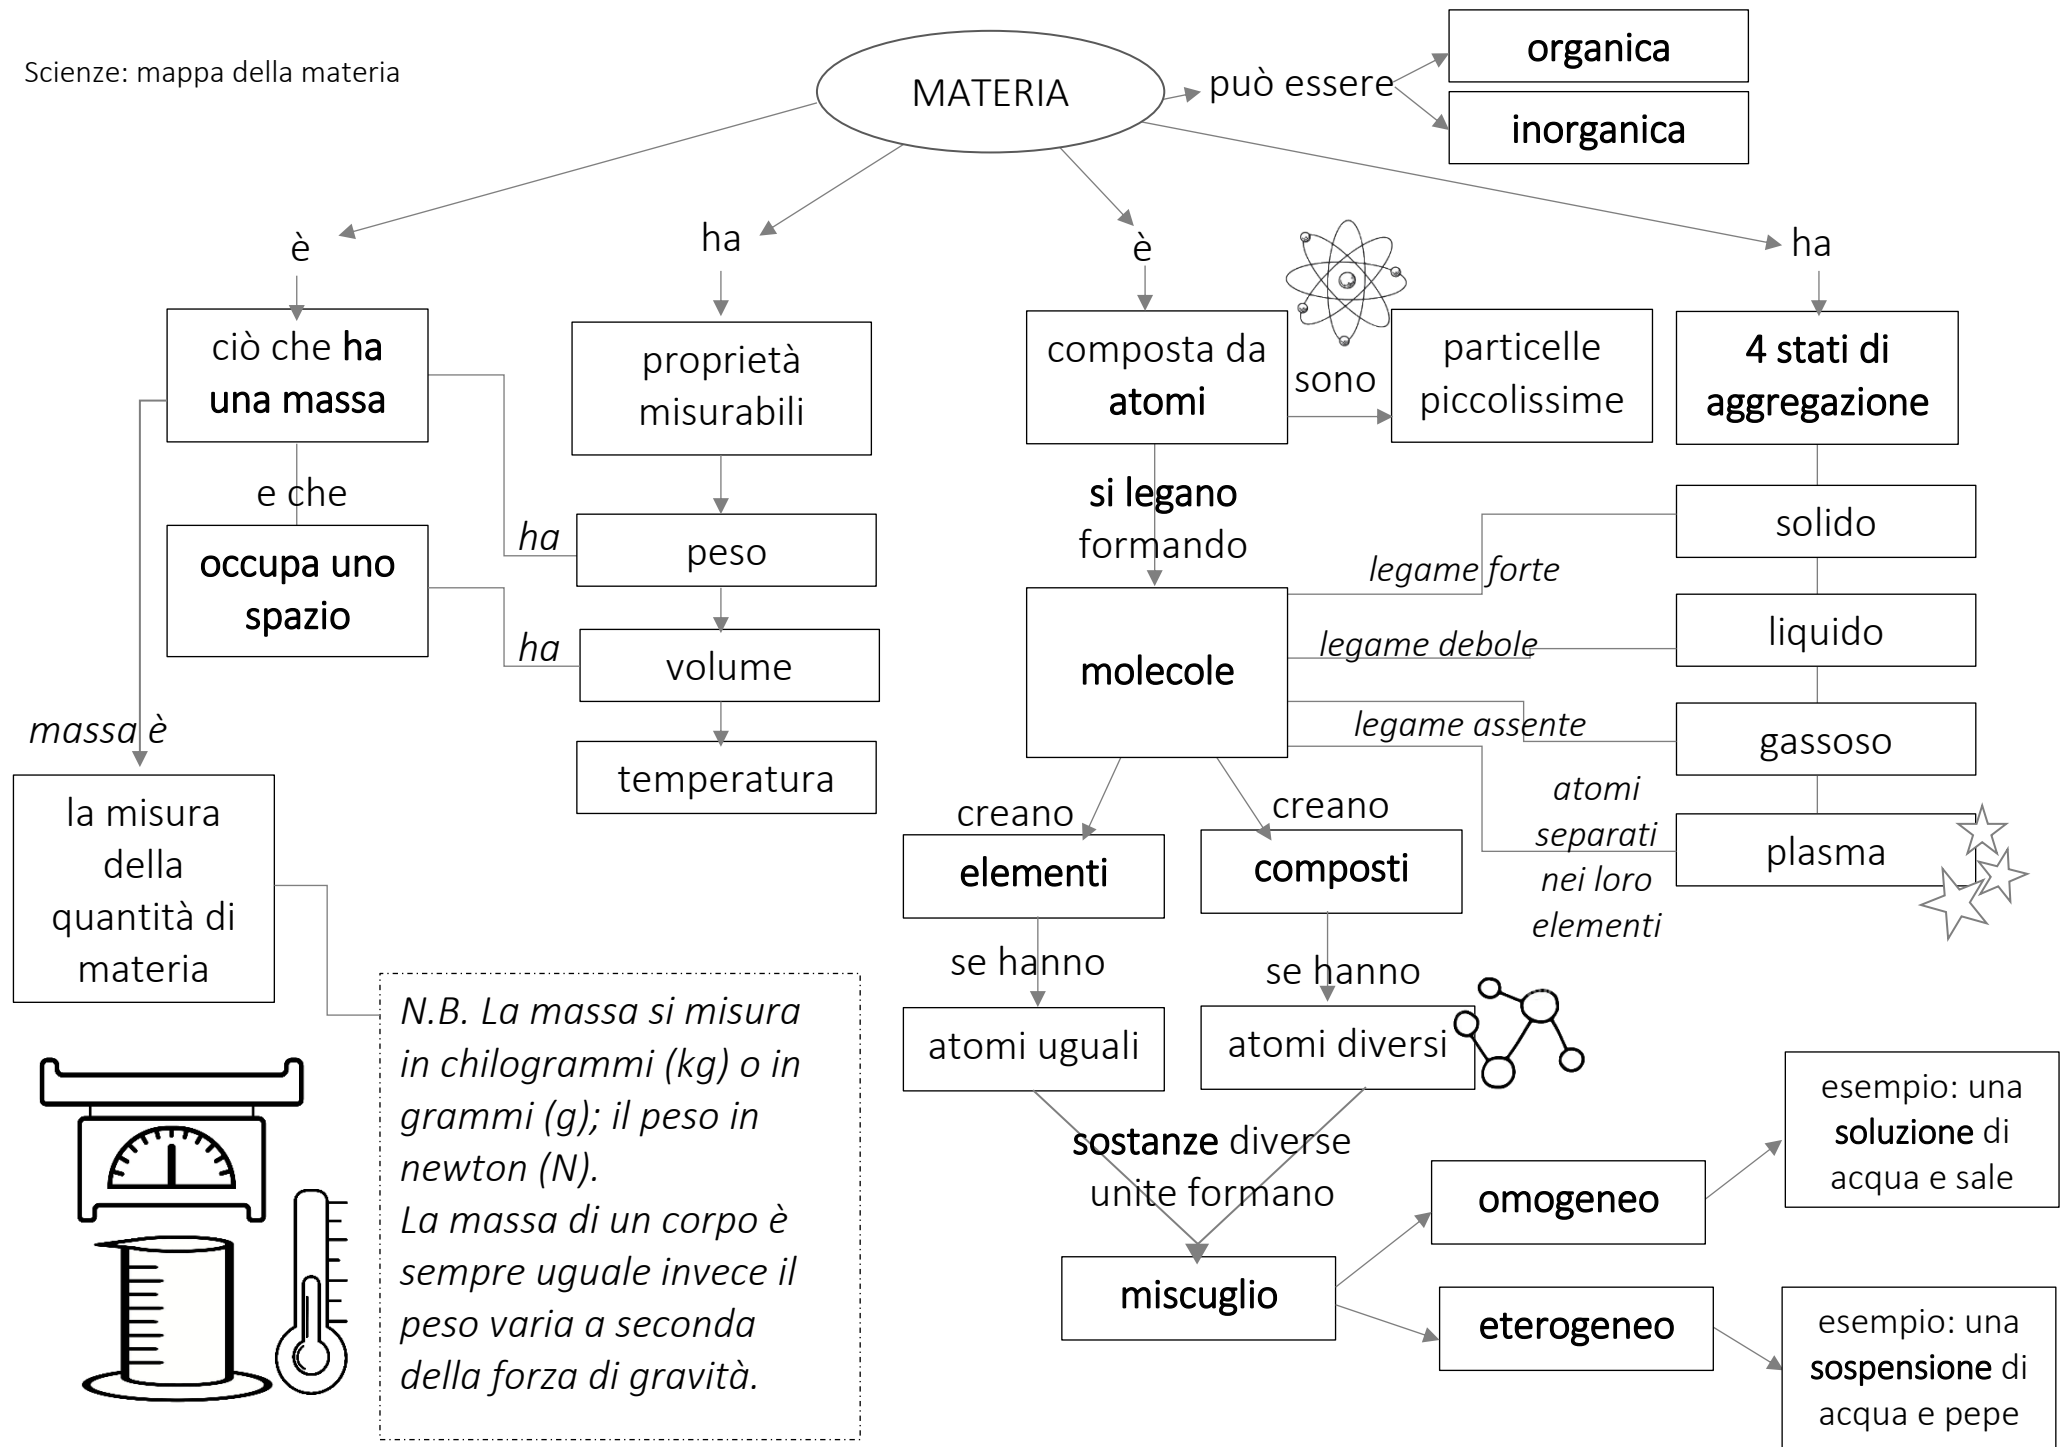 Scienze: mappa della materia
MATERIA
può essere
organica
inorganica
è
ha
è
ha
ciò che ha
una massa
e che
occupa uno
spazio
massa è
la misura
della
quantità di
materia
N.B. La massa si misura
in chilogrammi (kg) o in
grammi (g); il peso in
newton (N).
La massa di un corpo è
sempre uguale invece il
peso varia a seconda
della forza di gravità.
proprietà
misurabili
ha
peso
ha
volume
temperatura
composta da
atomi
sono
particelle
piccolissime
si legano
formando
molecole
4 stati di
aggregazione
solido
legame forte
liquido
legame debole
gassoso
legame assente
plasma
atomi
separati
nei loro
elementi
creano
elementi
se hanno
atomi uguali
creano
composti
se hanno
atomi diversi
sostanze diverse
unite formano
miscuglio
omogeneo
esempio: una
soluzione di
acqua e sale
eterogeneo
esempio: una
sospensione di
acqua e pepe